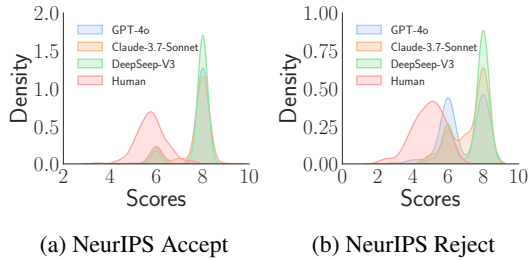 2.0
1.5
1.0
0.5
0.0
Density
GPT-4o
Claude-3.7-Sonnet
DeepSeep-V3
Human
2 4 6 8 10
Scores
(a) NeurIPS Accept
1.00
0.75
0.50
0.25
0.00
Density
GPT-4o
Claude-3.7-Sonnet
DeepSeep-V3
Human
0 2 4 6 8 10
Scores
(b) NeurIPS Reject